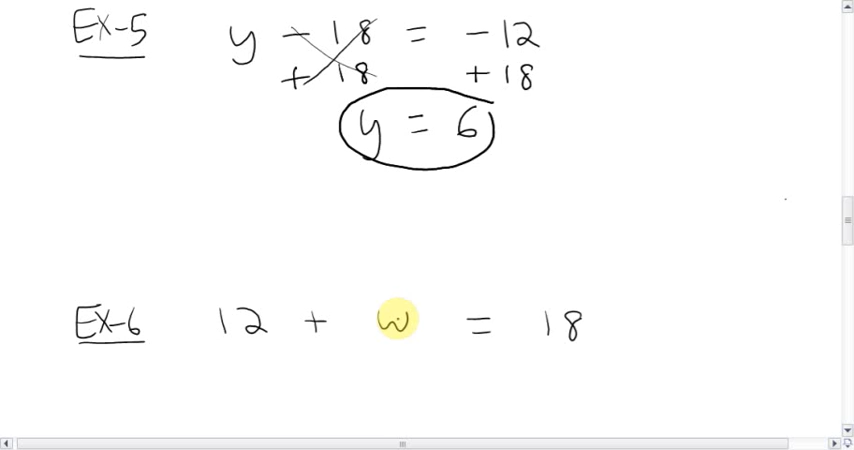 EX-5 y - 18 = -12
+ 18 + 18
y = 6
EX-6 12 + w = 18